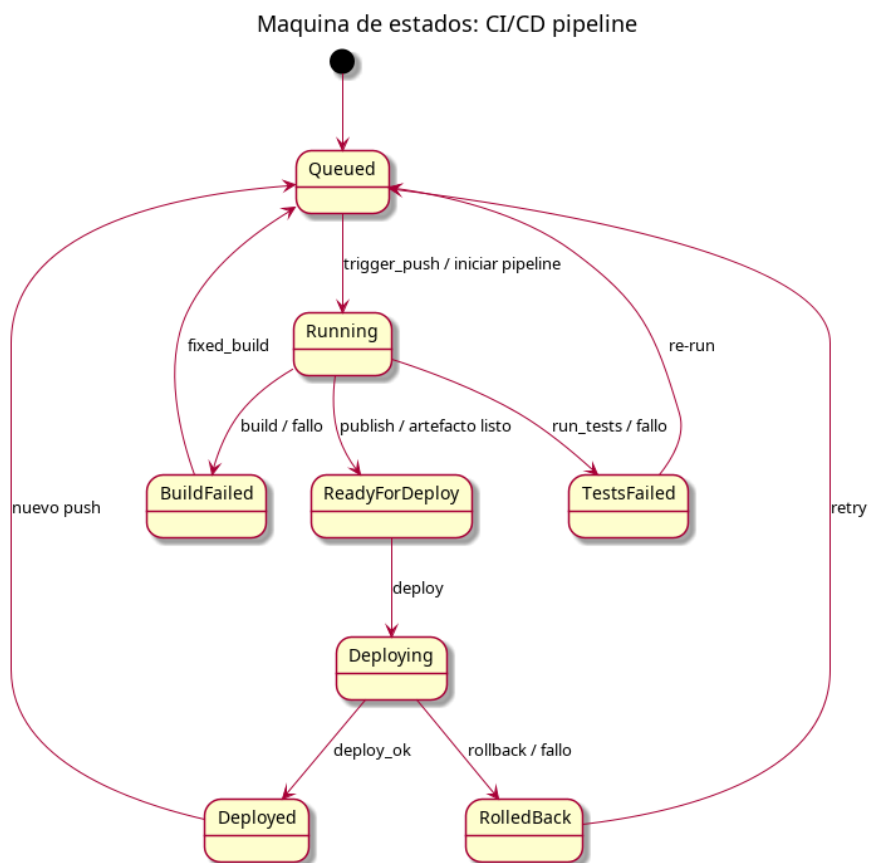 Maquina de estados: CI/CD pipeline
Queued
trigger_push / iniciar pipeline
Running
fixed_build
re-run
build / fallo
publish / artefacto listo
run_tests / fallo
BuildFailed
ReadyForDeploy
TestsFailed
nuevo push
retry
deploy
Deploying
deploy_ok
rollback / fallo
Deployed
RolledBack